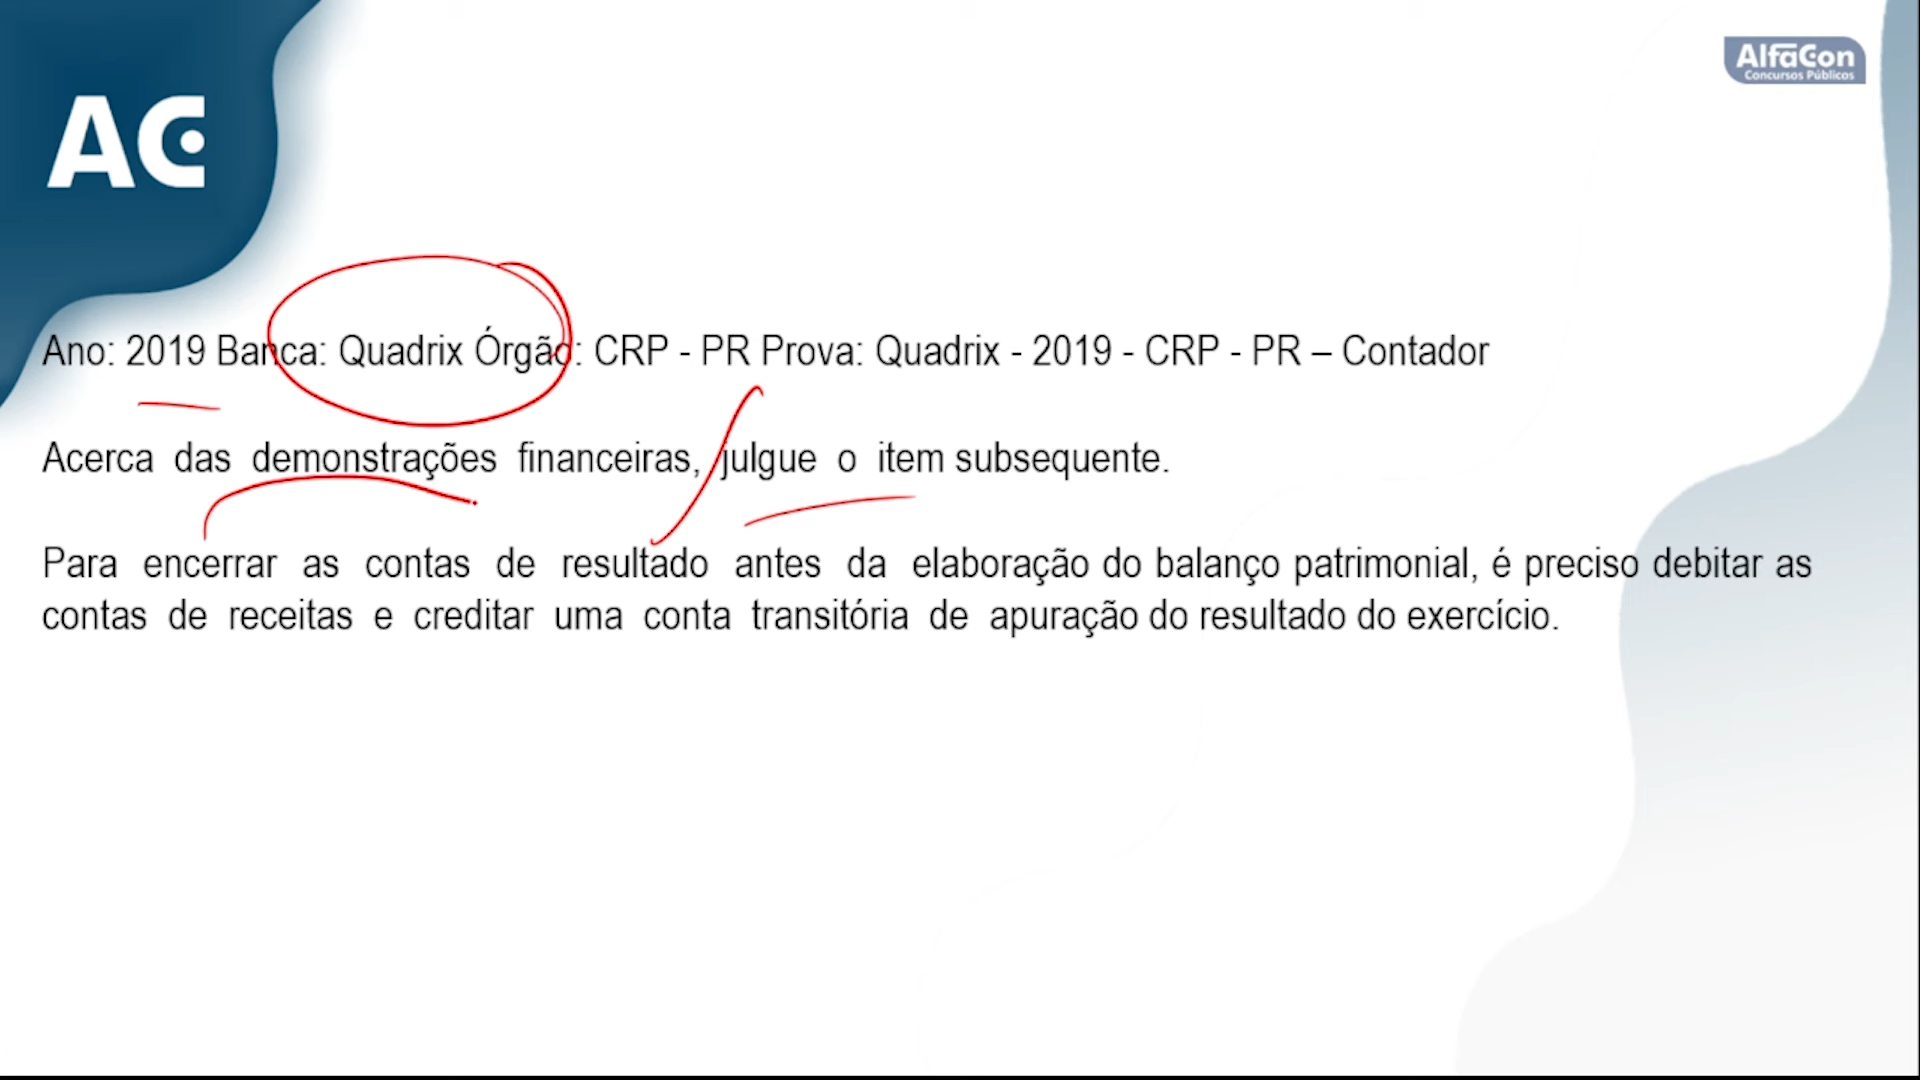 AlfaCon
Concursos Públicos
AC
Ano: 2019 Banca: Quadrix Órgão: CRP - PR Prova: Quadrix - 2019 - CRP - PR – Contador
Acerca das demonstrações financeiras, julgue o item subsequente.
Para encerrar as contas de resultado antes da elaboração do balanço patrimonial, é preciso debitar as
contas de receitas e creditar uma conta transitória de apuração do resultado do exercício.